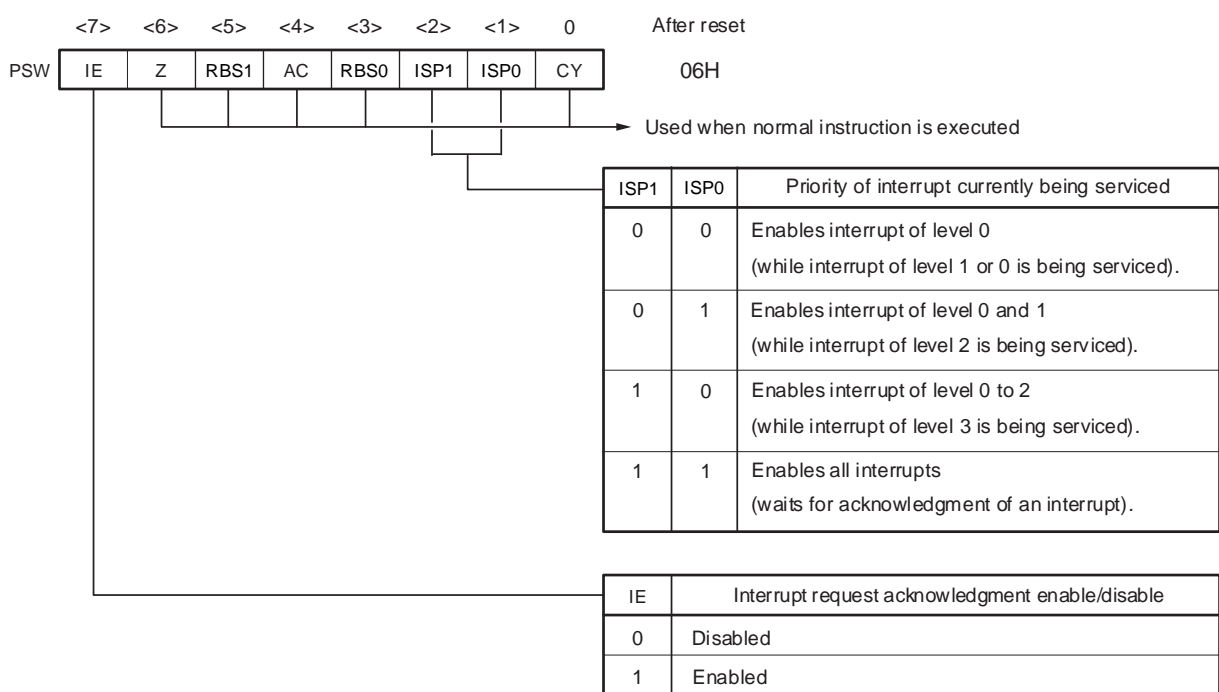 <7> <6> <5> <4> <3> <2> <1> 0 After reset
PSW IE Z RBS1 AC RBS0 ISP1 ISP0 CY 06H
Used when normal instruction is executed
ISP1 ISP0 Priority of interrupt currently being serviced
0 0 Enables interrupt of level 0
(while interrupt of level 1 or 0 is being serviced).
0 1 Enables interrupt of level 0 and 1
(while interrupt of level 2 is being serviced).
1 0 Enables interrupt of level 0 to 2
(while interrupt of level 3 is being serviced).
1 1 Enables all interrupts
(waits for acknowledgment of an interrupt).
IE Interrupt request acknowledgment enable/disable
0 Disabled
1 Enabled